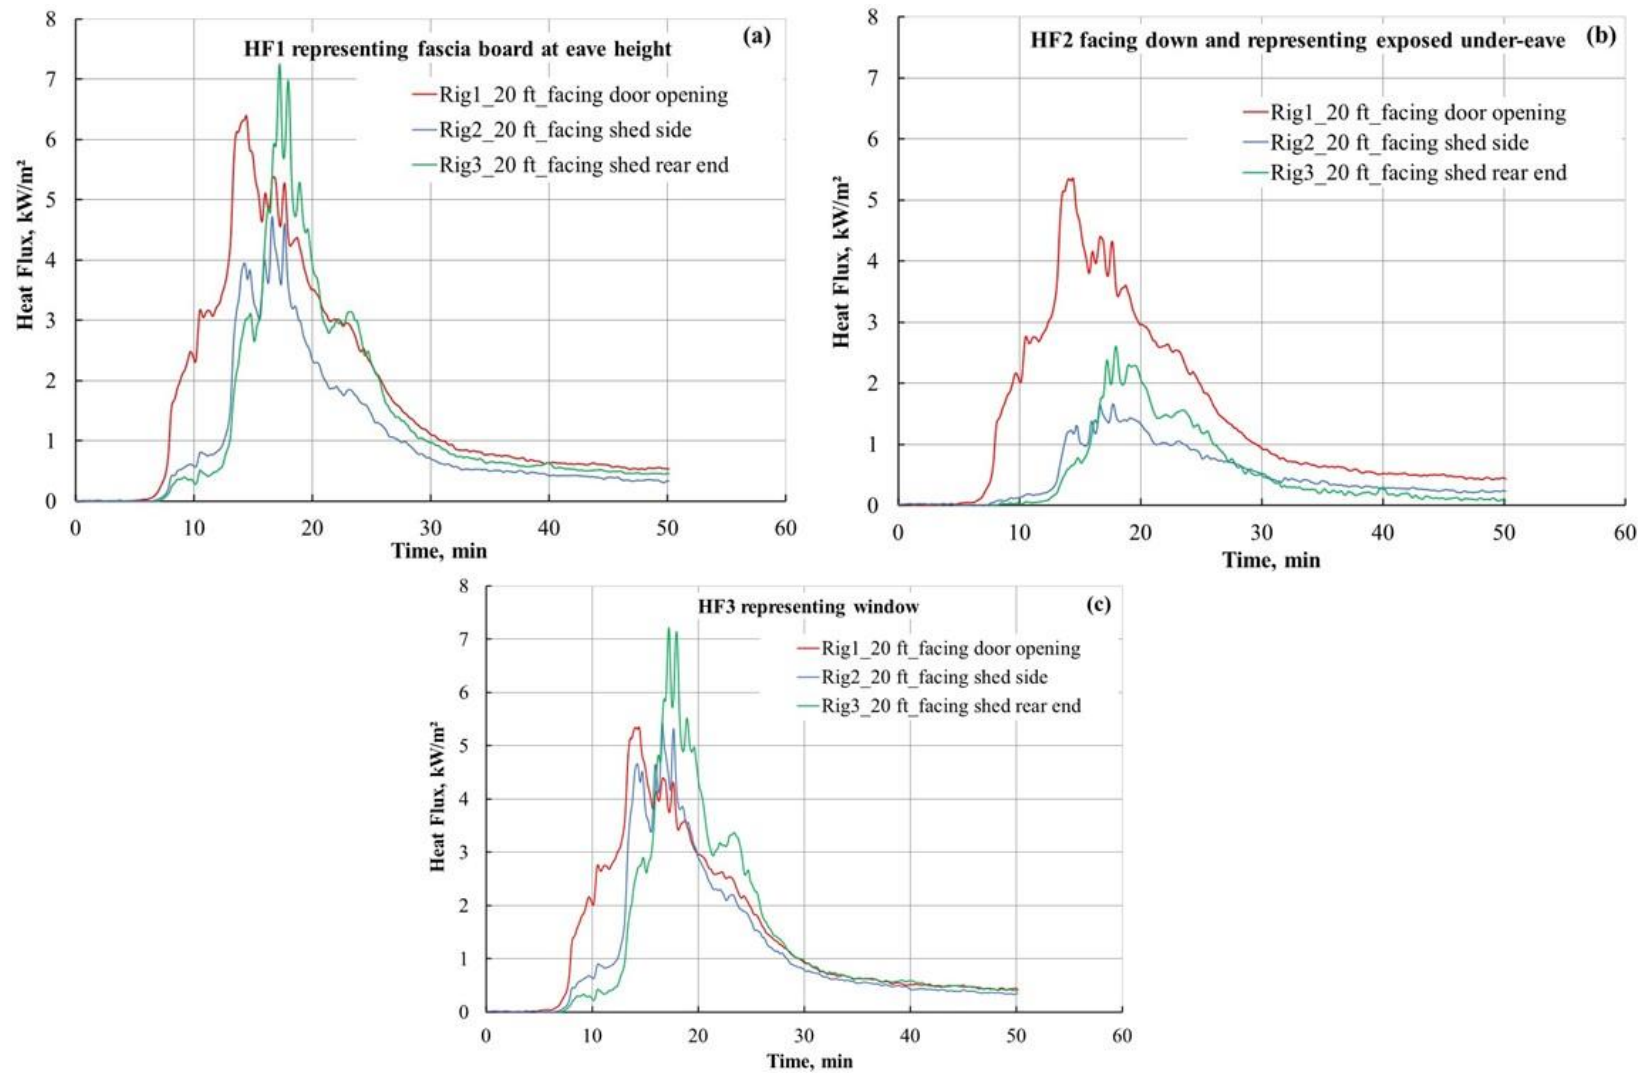 (a)
HF1 representing fascia board at eave height
Rig1_20 ft_facing door opening
Rig2_20 ft_facing shed side
Rig3_20 ft_facing shed rear end
Heat Flux, kW/m²
8
7
6
5
4
3
2
1
0
0 10 20 30 40 50 60
Time, min
(b)
HF2 facing down and representing exposed under-eave
Rig1_20 ft_facing door opening
Rig2_20 ft_facing shed side
Rig3_20 ft_facing shed rear end
Heat Flux, kW/m²
8
7
6
5
4
3
2
1
0
0 10 20 30 40 50 60
Time, min
(c)
HF3 representing window
Rig1_20 ft_facing door opening
Rig2_20 ft_facing shed side
Rig3_20 ft_facing shed rear end
Heat Flux, kW/m²
8
7
6
5
4
3
2
1
0
0 10 20 30 40 50 60
Time, min